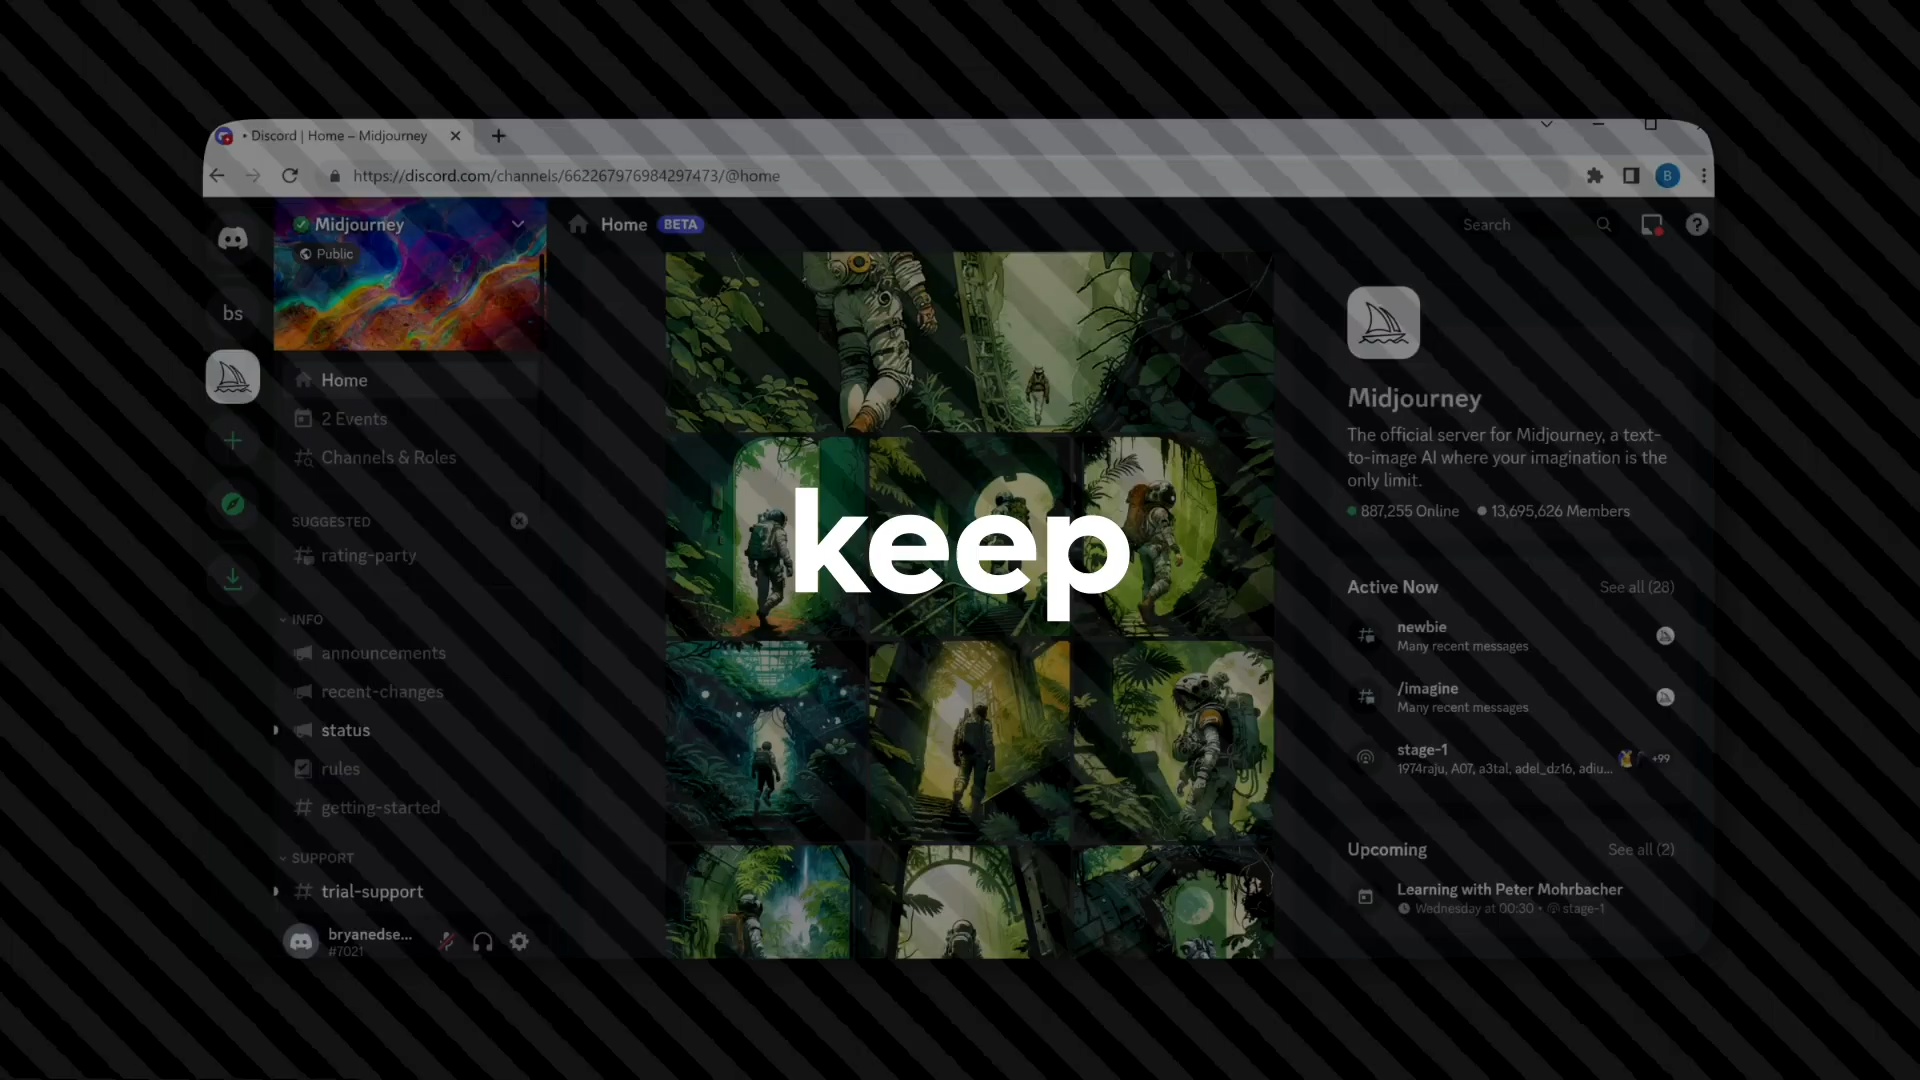 • Discord | Home – Midjourney
https://discord.com/channels/662267976984297473/@home
B
Midjourney
Public
Home BETA
Search
bs
Home
2 Events
Channels & Roles
SUGGESTED
rating-party
INFO
announcements
recent-changes
status
rules
getting-started
SUPPORT
trial-support
bryanedse...
#7021
keep
Midjourney
The official server for Midjourney, a text-
to-image AI where your imagination is the
only limit.
887,255 Online 13,695,626 Members
Active Now See all (28)
newbie
Many recent messages
/imagine
Many recent messages
stage-1
1974raju, A07, a3tal, adel_dz16, adiu... +99
Upcoming See all (2)
Learning with Peter Mohrbacher
Wednesday at 00:30 • stage-1